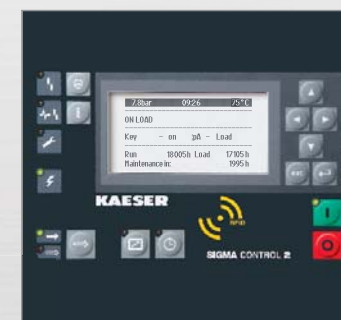 7.8bar 09:26 75°C
ON LOAD
Key - on pA - Load
Run 18005h Load 17105h
Maintenance in: 1995h
esc
KAESER
RFID
SIGMA CONTROL 2
I
O